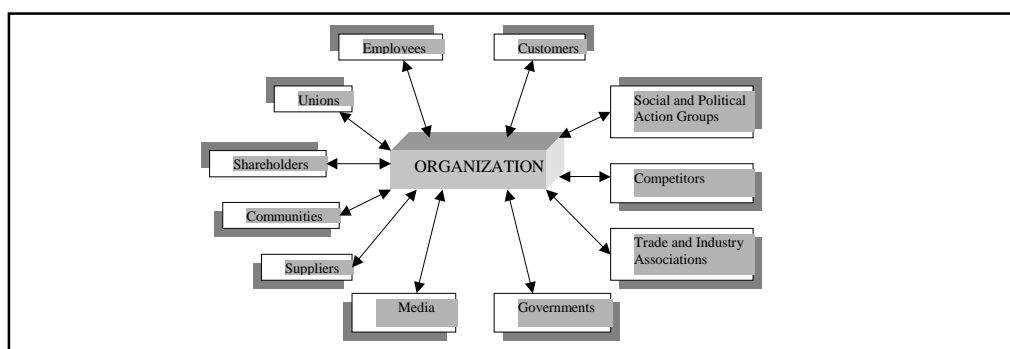 Employees
Customers
Unions
Social and Political
Action Groups
Shareholders
ORGANIZATION
Competitors
Communities
Trade and Industry
Associations
Suppliers
Media
Governments